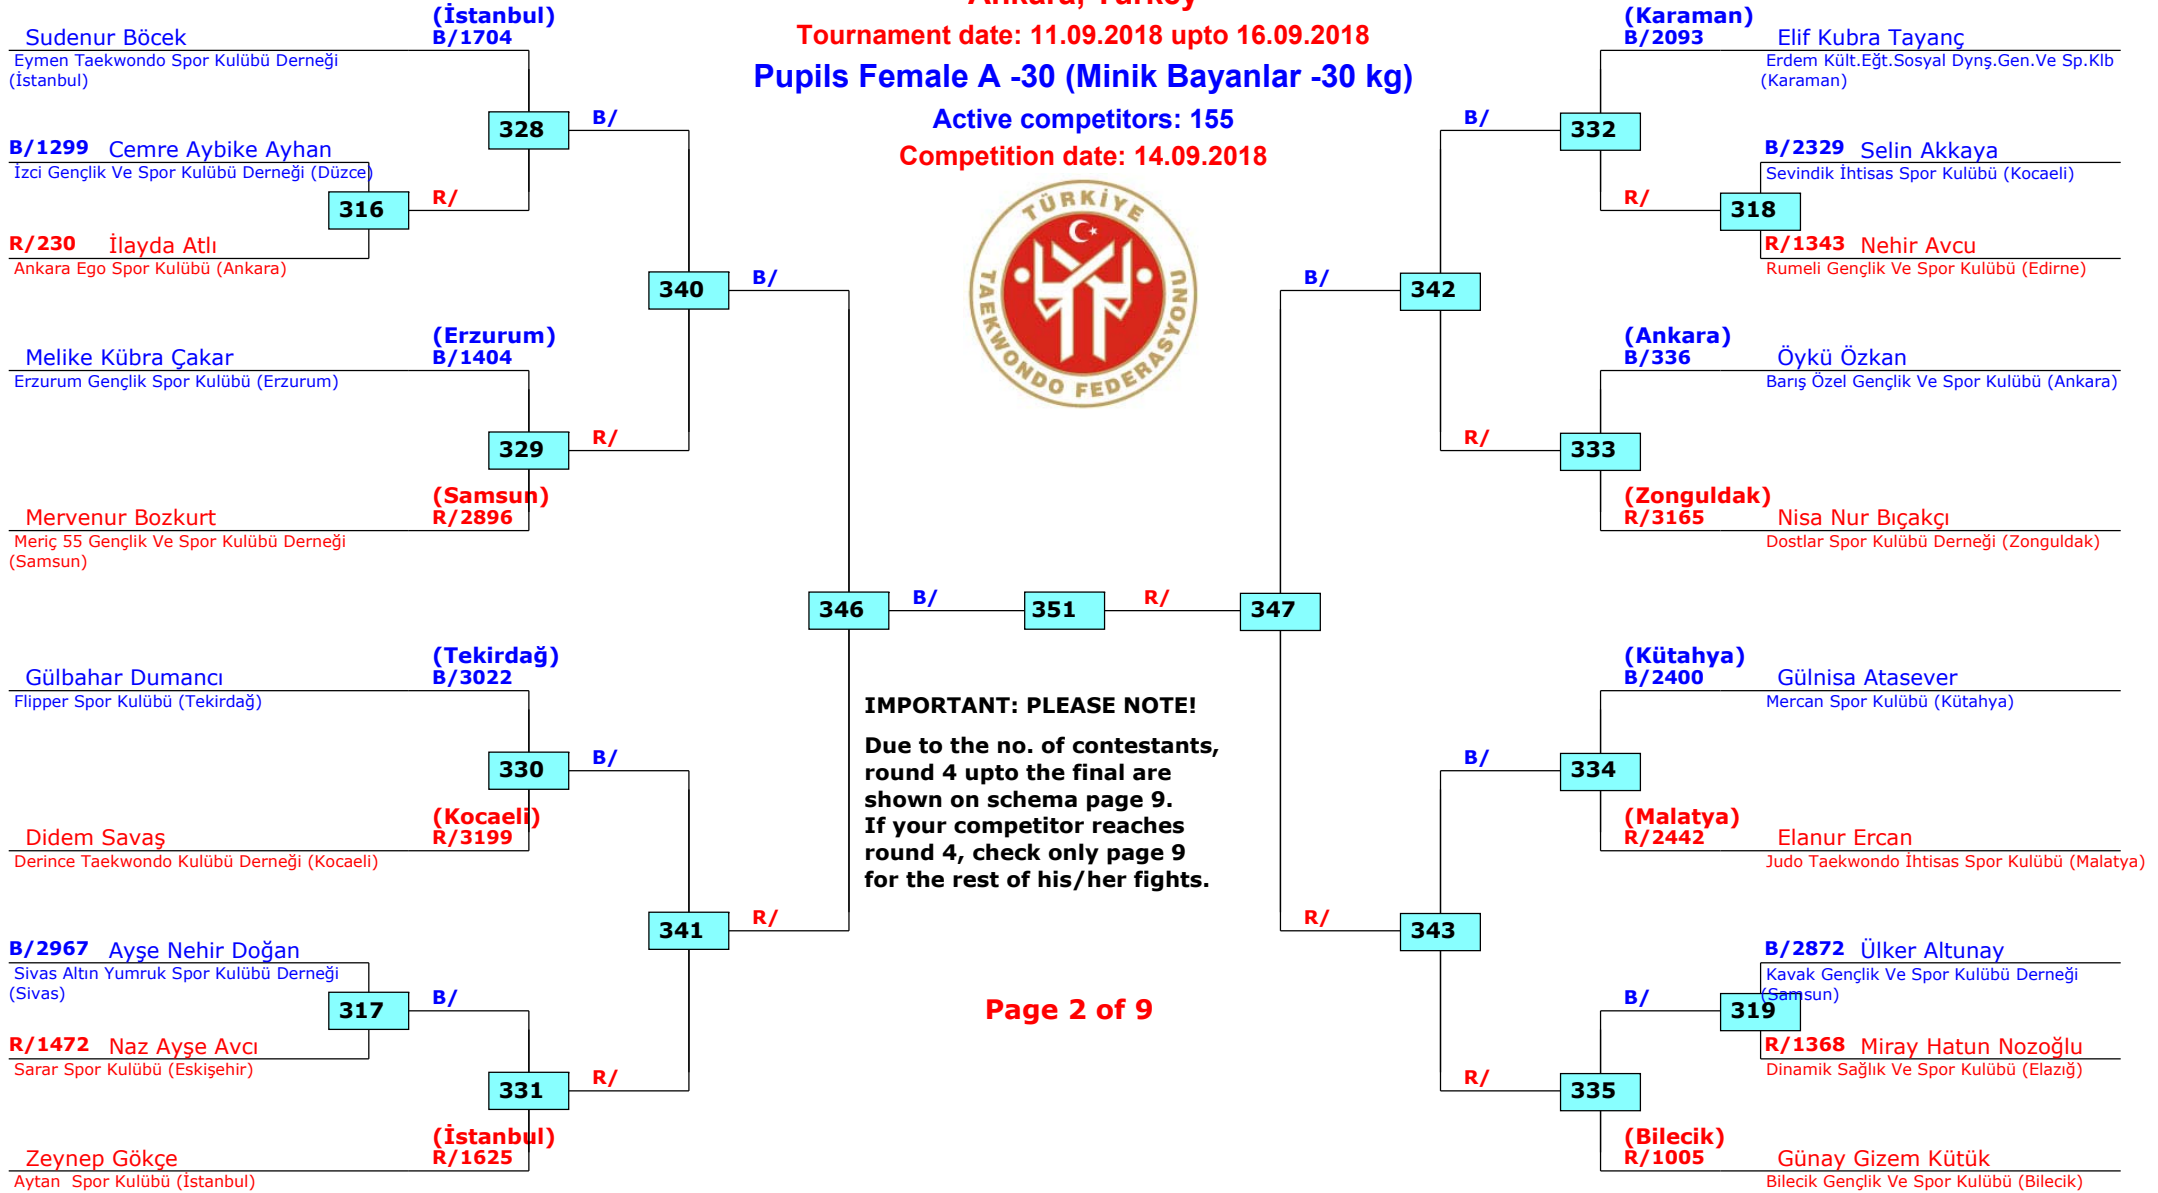 Ankara, Turkey
Tournament date: 11.09.2018 upto 16.09.2018
Pupils Female A -30 (Minik Bayanlar -30 kg)
Active competitors: 155
Competition date: 14.09.2018
TÜRKİYE
TAEKWONDO FEDERASYONU
(İstanbul)
Sudenur Böcek B/1704
Eymen Taekwondo Spor Kulübü Derneği
(İstanbul)
328
B/
B/1299 Cemre Aybike Ayhan
İzci Gençlik Ve Spor Kulübü Derneği (Düzce)
316
R/
R/230 İlayda Atlı
Ankara Ego Spor Kulübü (Ankara)
340
B/
(Erzurum)
Melike Kübra Çakar B/1404
Erzurum Gençlik Spor Kulübü (Erzurum)
329
R/
(Samsun)
Mervenur Bozkurt R/2896
Meriç 55 Gençlik Ve Spor Kulübü Derneği
(Samsun)
346
B/
351
R/
347
(Tekirdağ)
Gülbahar Dumancı B/3022
Flipper Spor Kulübü (Tekirdağ)
330
B/
(Kocaeli)
Didem Savaş R/3199
Derince Taekwondo Kulübü Derneği (Kocaeli)
341
R/
B/2967 Ayşe Nehir Doğan
Sivas Altın Yumruk Spor Kulübü Derneği
(Sivas)
317
B/
R/1472 Naz Ayşe Avcı
Sarar Spor Kulübü (Eskişehir)
331
R/
(İstanbul)
Zeynep Gökçe R/1625
Aytan  Spor Kulübü (İstanbul)
IMPORTANT: PLEASE NOTE!
Due to the no. of contestants,
round 4 upto the final are
shown on schema page 9.
If your competitor reaches
round 4, check only page 9
for the rest of his/her fights.
Page 2 of 9
(Karaman)
B/2093 Elif Kubra Tayanç
Erdem Kült.Eğt.Sosyal Dynş.Gen.Ve Sp.Klb
(Karaman)
B/
332
B/2329 Selin Akkaya
Sevindik İhtisas Spor Kulübü (Kocaeli)
R/
318
R/1343 Nehir Avcu
Rumeli Gençlik Ve Spor Kulübü (Edirne)
B/
342
(Ankara)
B/336 Öykü Özkan
Barış Özel Gençlik Ve Spor Kulübü (Ankara)
R/
333
(Zonguldak)
R/3165 Nisa Nur Bıçakçı
Dostlar Spor Kulübü Derneği (Zonguldak)
(Kütahya)
B/2400 Gülnisa Atasever
Mercan Spor Kulübü (Kütahya)
B/
334
(Malatya)
R/2442 Elanur Ercan
Judo Taekwondo İhtisas Spor Kulübü (Malatya)
R/
343
B/2872 Ülker Altunay
Kavak Gençlik Ve Spor Kulübü Derneği
(Samsun)
B/
319
R/1368 Miray Hatun Nozoğlu
Dinamik Sağlık Ve Spor Kulübü (Elazığ)
R/
335
(Bilecik)
R/1005 Günay Gizem Kütük
Bilecik Gençlik Ve Spor Kulübü (Bilecik)